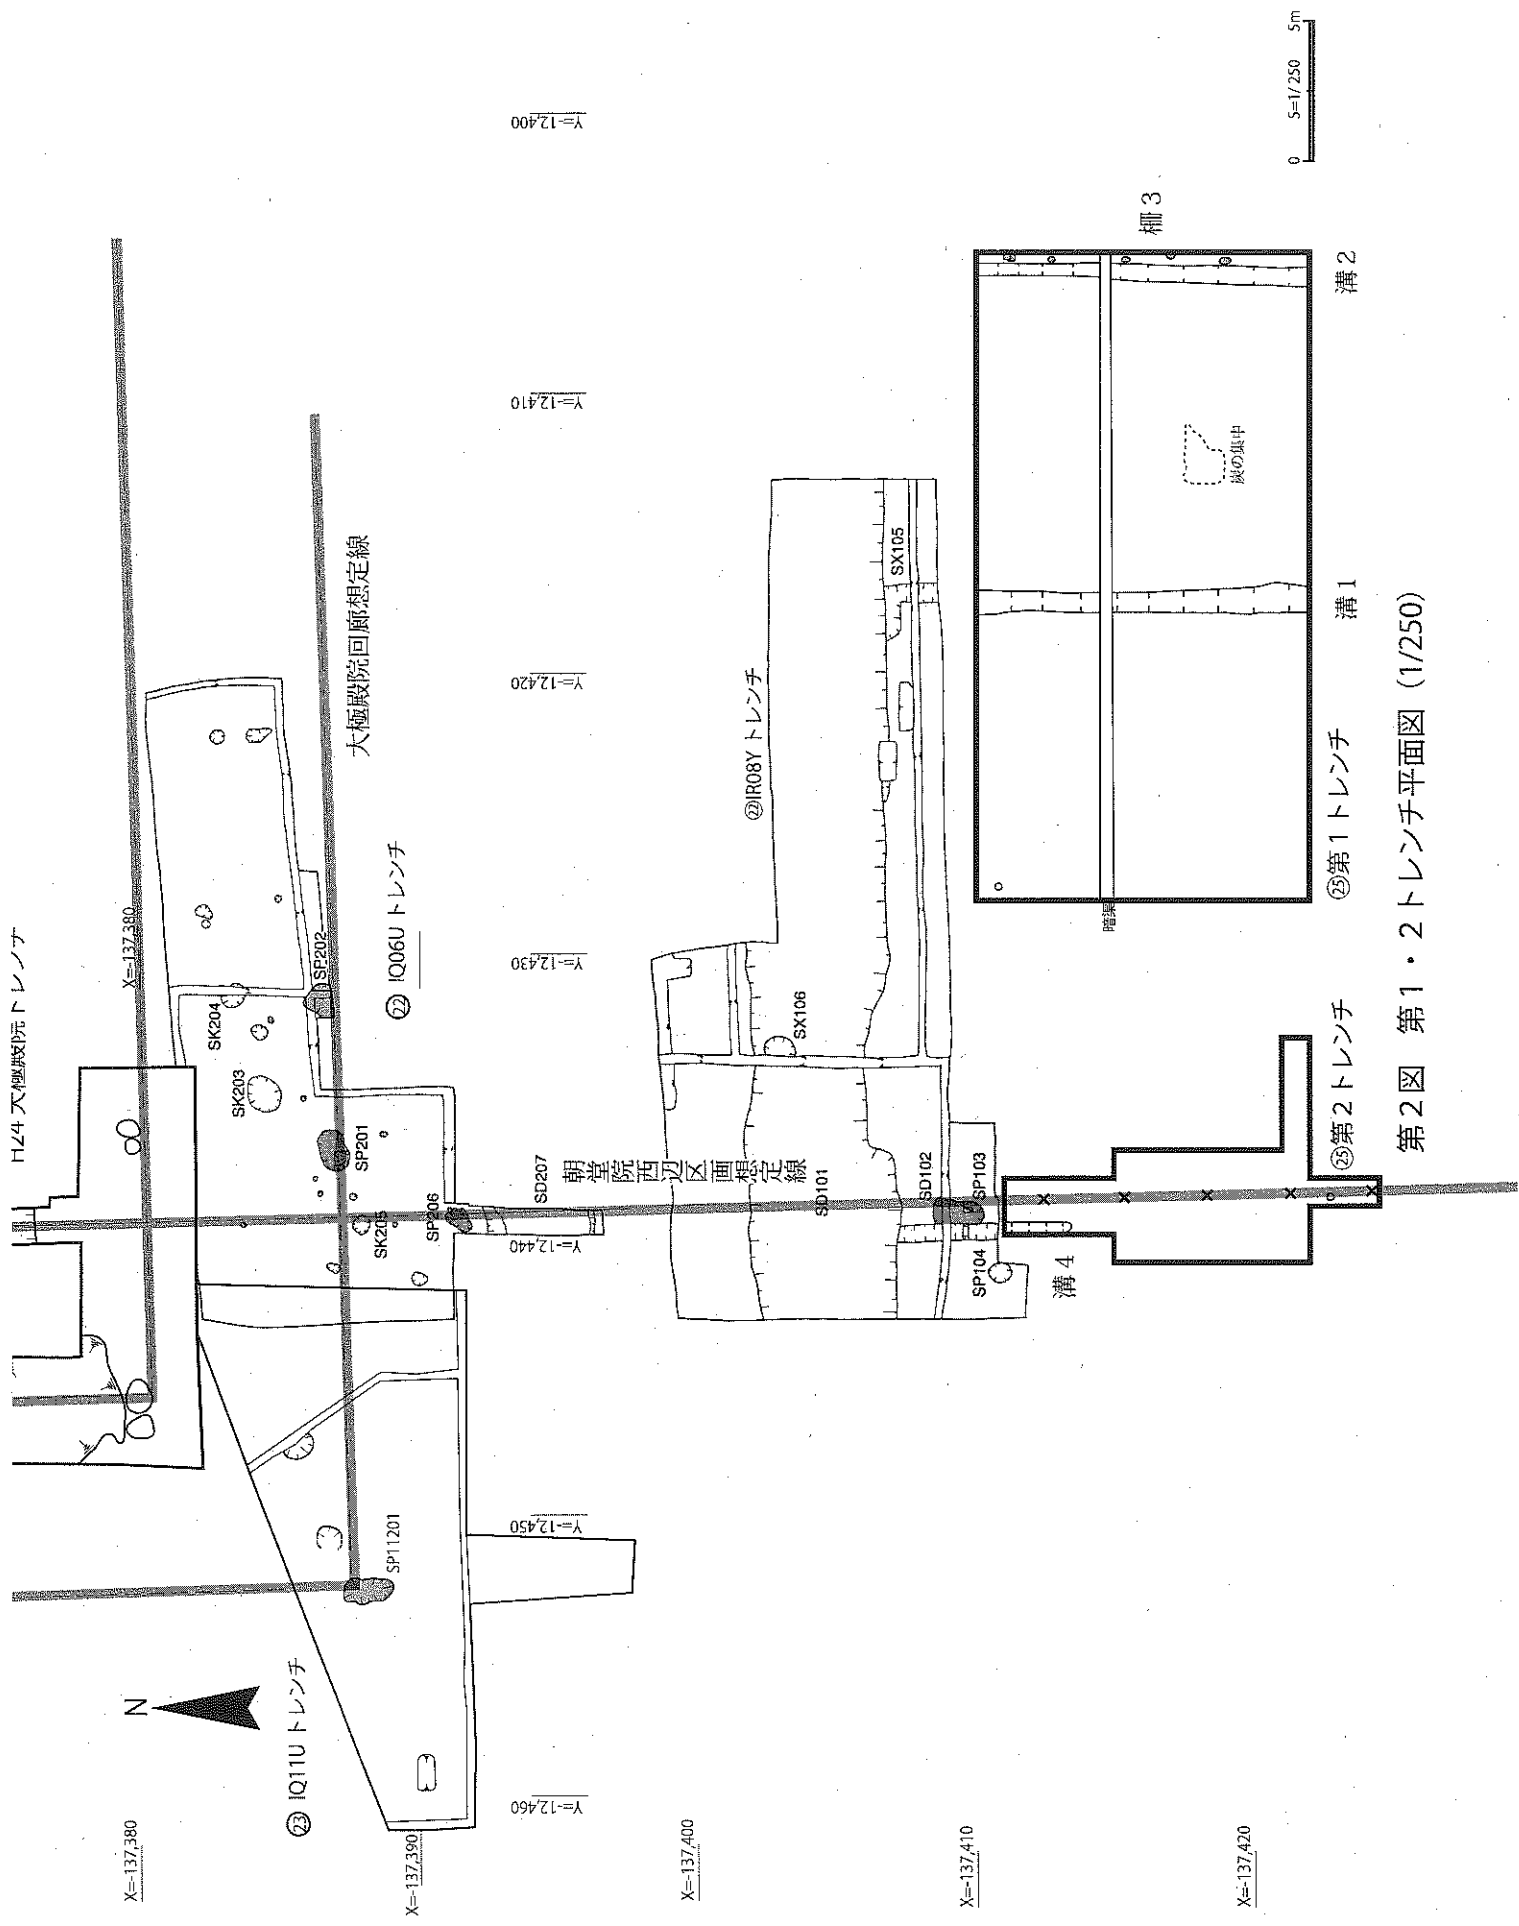 H24 大極殿院トレンチ
X=-137,380
大極殿院回廊想定線
㉒ IQ06U トレンチ
SP202
SK204
SK203
SP201
SK205
SP206
SD207
朝堂院西辺区画想定線
㉓ IQ11U トレンチ
SP11201
N
X=-137,380
X=-137,390
X=-137,400
X=-137,410
X=-137,420
Y=-12,400
Y=-12,410
Y=-12,420
Y=-12,430
Y=-12,440
Y=-12,450
Y=-12,460
㉒IR08Y トレンチ
SX105
SX106
SD101
SD102
SP103
SP104
溝 4
柵 3
溝 2
溝 1
炭の集中
暗渠
㉕第 1 トレンチ
㉕第 2 トレンチ
0 S=1/ 250 5m
第２図 第１・２トレンチ平面図 (1/250)